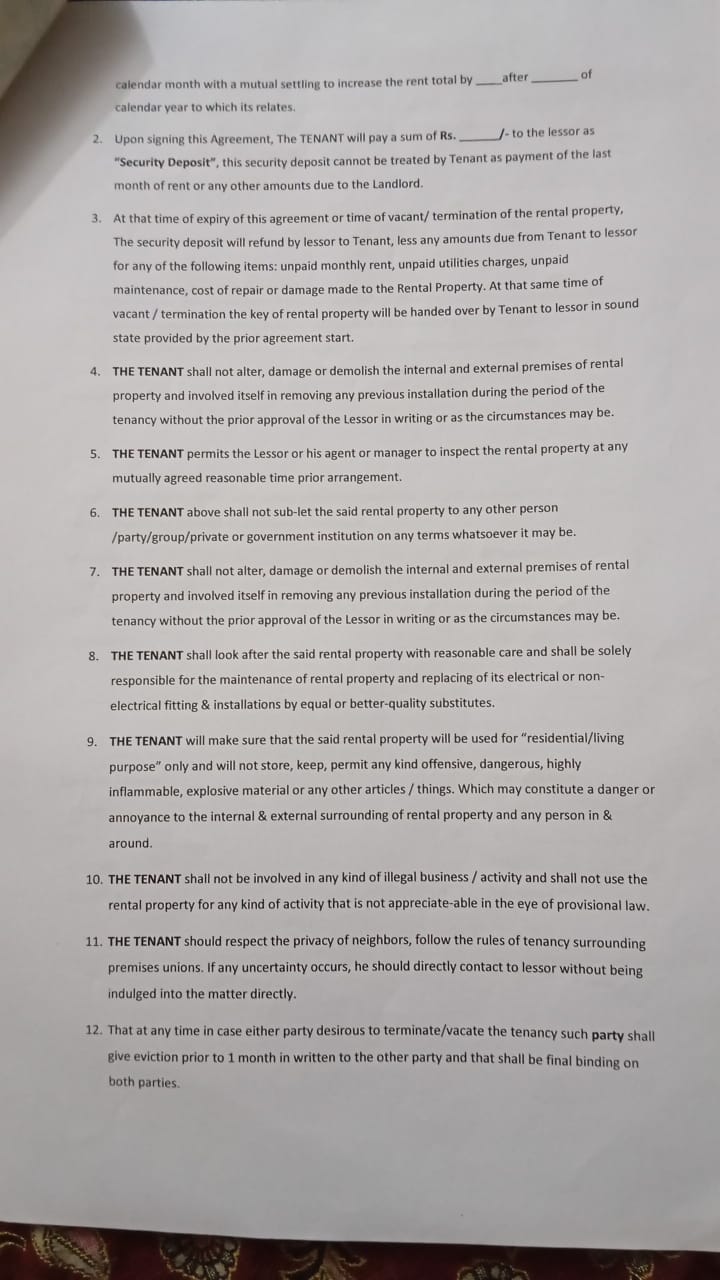 calendar month with a mutual settling to increase the rent total by ____after _______ of
calendar year to which its relates.
2. Upon signing this Agreement, The TENANT will pay a sum of Rs. ______/- to the lessor as
"Security Deposit", this security deposit cannot be treated by Tenant as payment of the last
month of rent or any other amounts due to the Landlord.
3. At that time of expiry of this agreement or time of vacant/ termination of the rental property,
The security deposit will refund by lessor to Tenant, less any amounts due from Tenant to lessor
for any of the following items: unpaid monthly rent, unpaid utilities charges, unpaid
maintenance, cost of repair or damage made to the Rental Property. At that same time of
vacant / termination the key of rental property will be handed over by Tenant to lessor in sound
state provided by the prior agreement start.
4. THE TENANT shall not alter, damage or demolish the internal and external premises of rental
property and involved itself in removing any previous installation during the period of the
tenancy without the prior approval of the Lessor in writing or as the circumstances may be.
5. THE TENANT permits the Lessor or his agent or manager to inspect the rental property at any
mutually agreed reasonable time prior arrangement.
6. THE TENANT above shall not sub-let the said rental property to any other person
/party/group/private or government institution on any terms whatsoever it may be.
7. THE TENANT shall not alter, damage or demolish the internal and external premises of rental
property and involved itself in removing any previous installation during the period of the
tenancy without the prior approval of the Lessor in writing or as the circumstances may be.
8. THE TENANT shall look after the said rental property with reasonable care and shall be solely
responsible for the maintenance of rental property and replacing of its electrical or non-
electrical fitting & installations by equal or better-quality substitutes.
9. THE TENANT will make sure that the said rental property will be used for "residential/living
purpose" only and will not store, keep, permit any kind offensive, dangerous, highly
inflammable, explosive material or any other articles / things. Which may constitute a danger or
annoyance to the internal & external surrounding of rental property and any person in &
around.
10. THE TENANT shall not be involved in any kind of illegal business / activity and shall not use the
rental property for any kind of activity that is not appreciate-able in the eye of provisional law.
11. THE TENANT should respect the privacy of neighbors, follow the rules of tenancy surrounding
premises unions. If any uncertainty occurs, he should directly contact to lessor without being
indulged into the matter directly.
12. That at any time in case either party desirous to terminate/vacate the tenancy such party shall
give eviction prior to 1 month in written to the other party and that shall be final binding on
both parties.